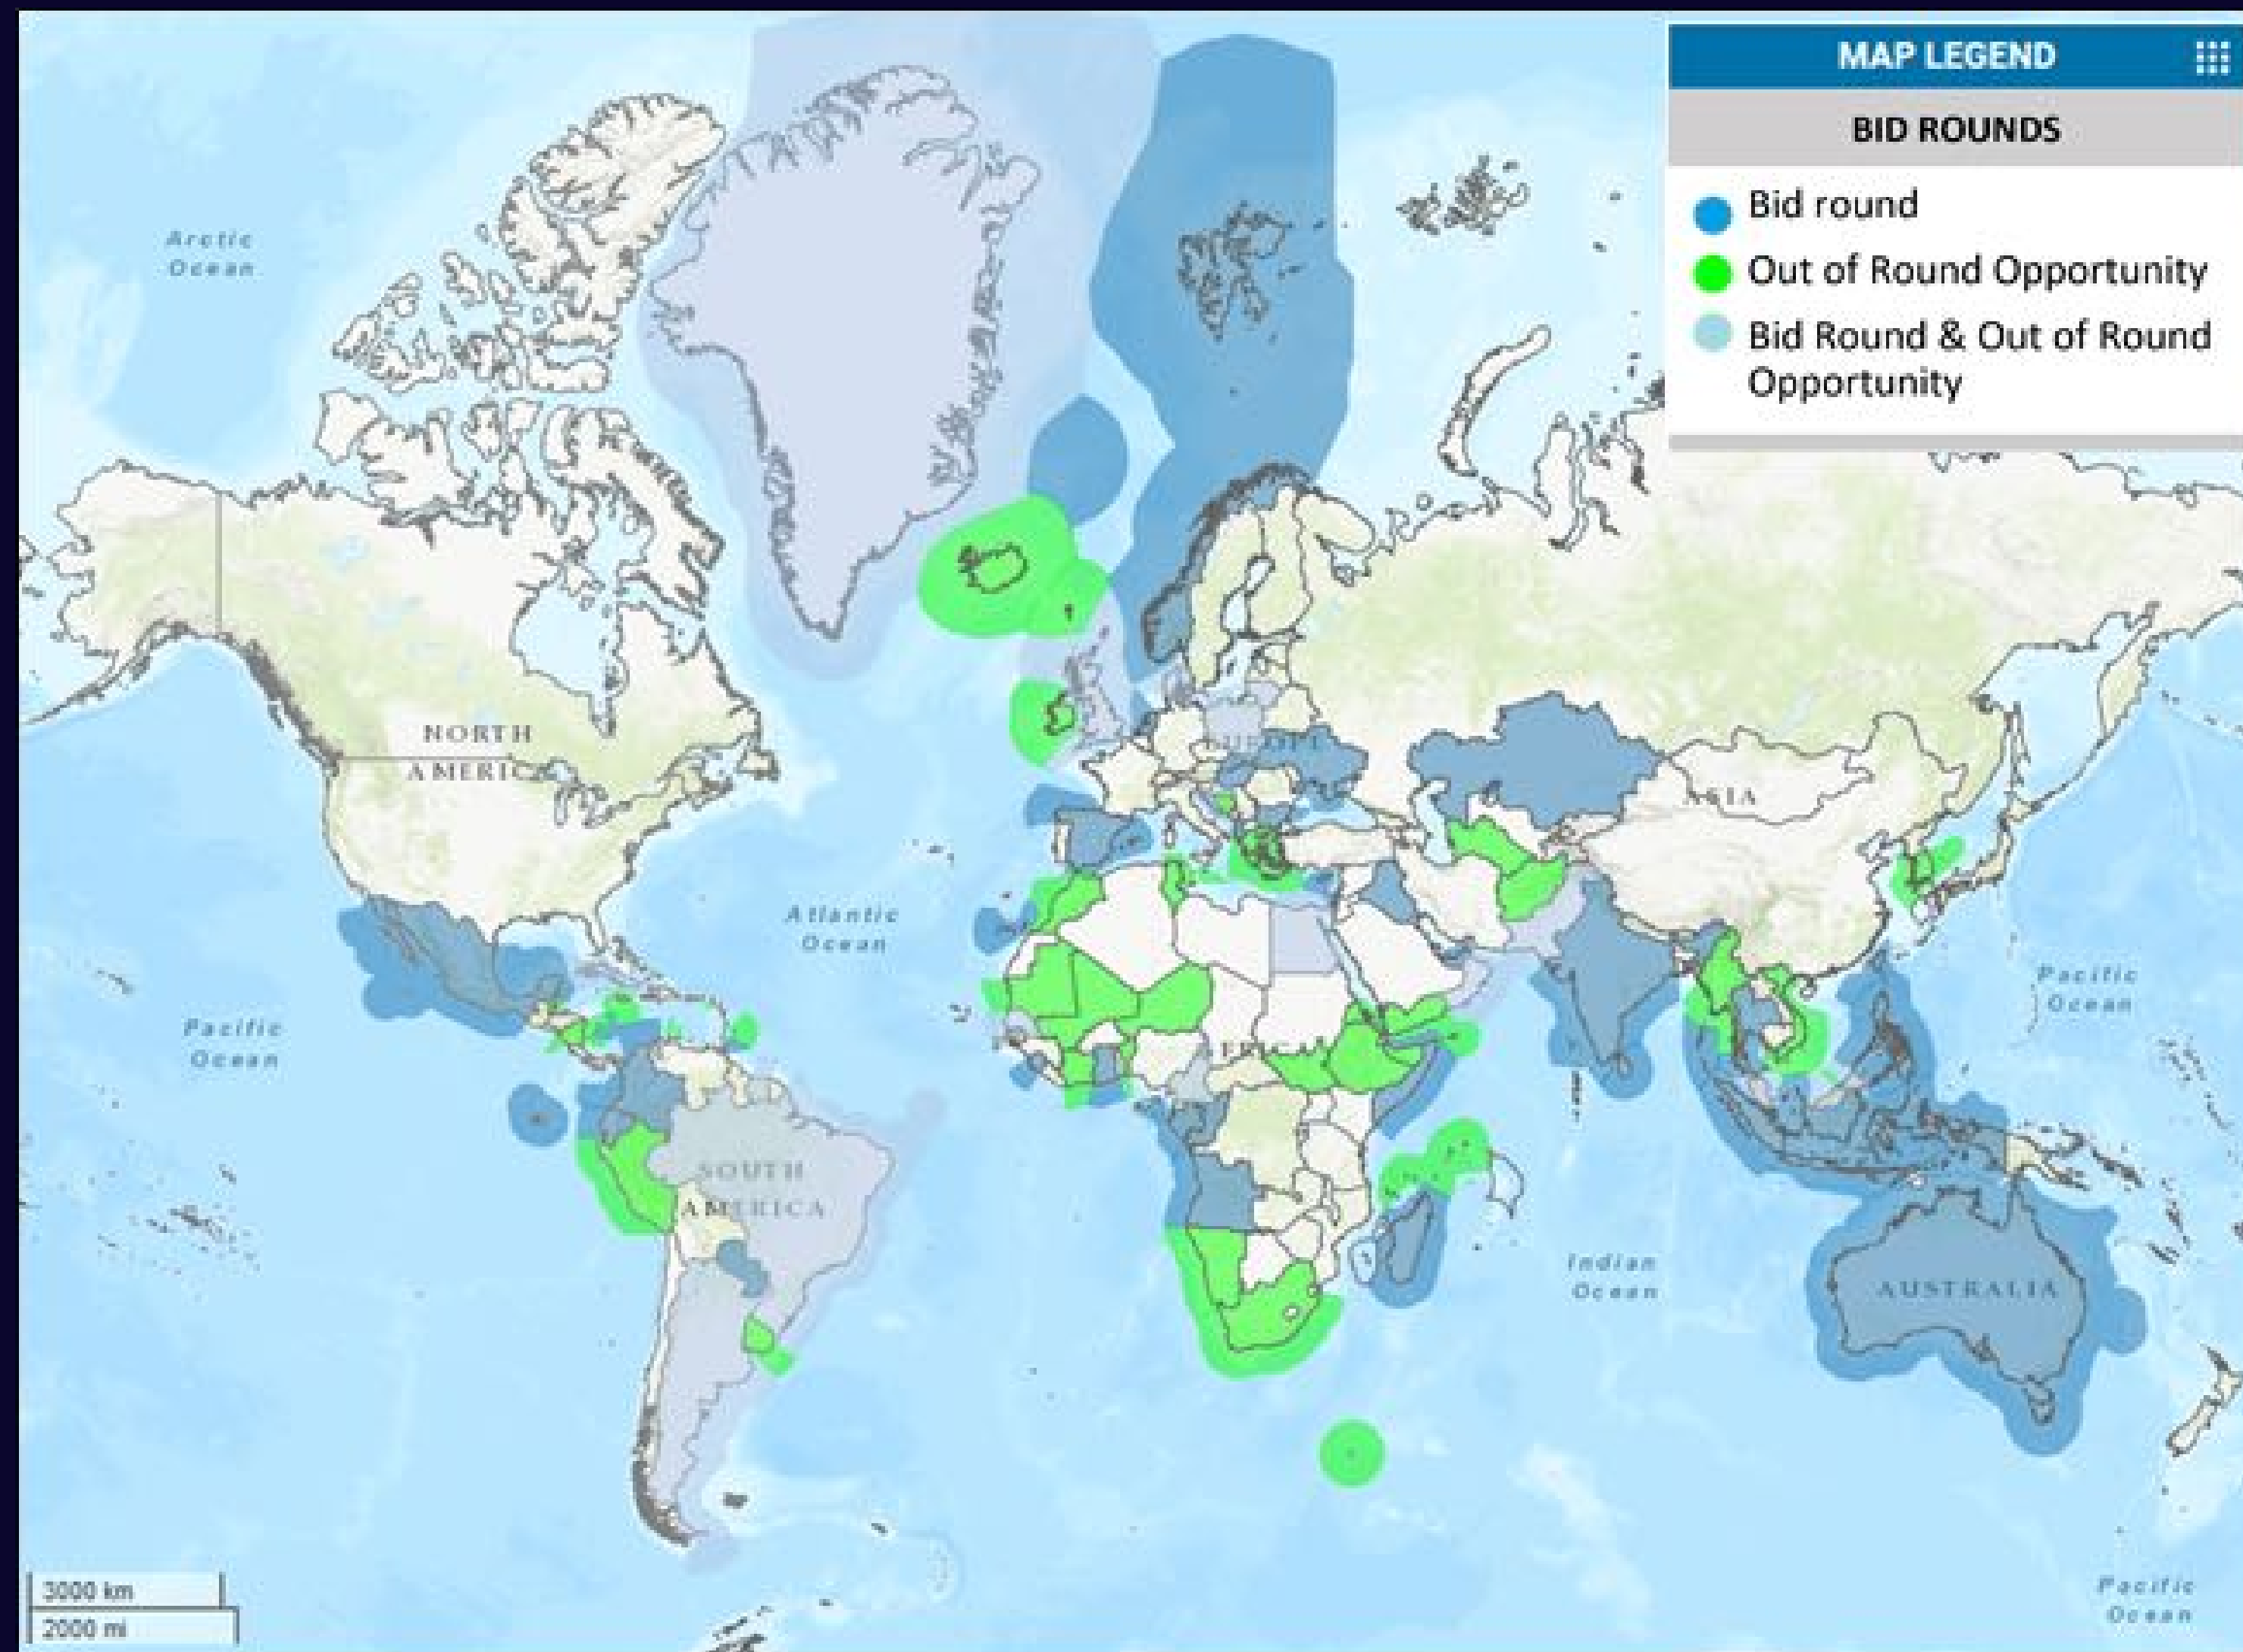 MAP LEGEND
BID ROUNDS
Bid round
Out of Round Opportunity
Bid Round & Out of Round
Opportunity
Arctic
Ocean
NORTH
AMERIC
ASIA
Atlantic
Ocean
Pacific
Ocean
Pacific
Ocean
SOUTH
AMERICA
Indian
Ocean
AUSTRALIA
3000 km
2000 mi
Pacific
Ocean